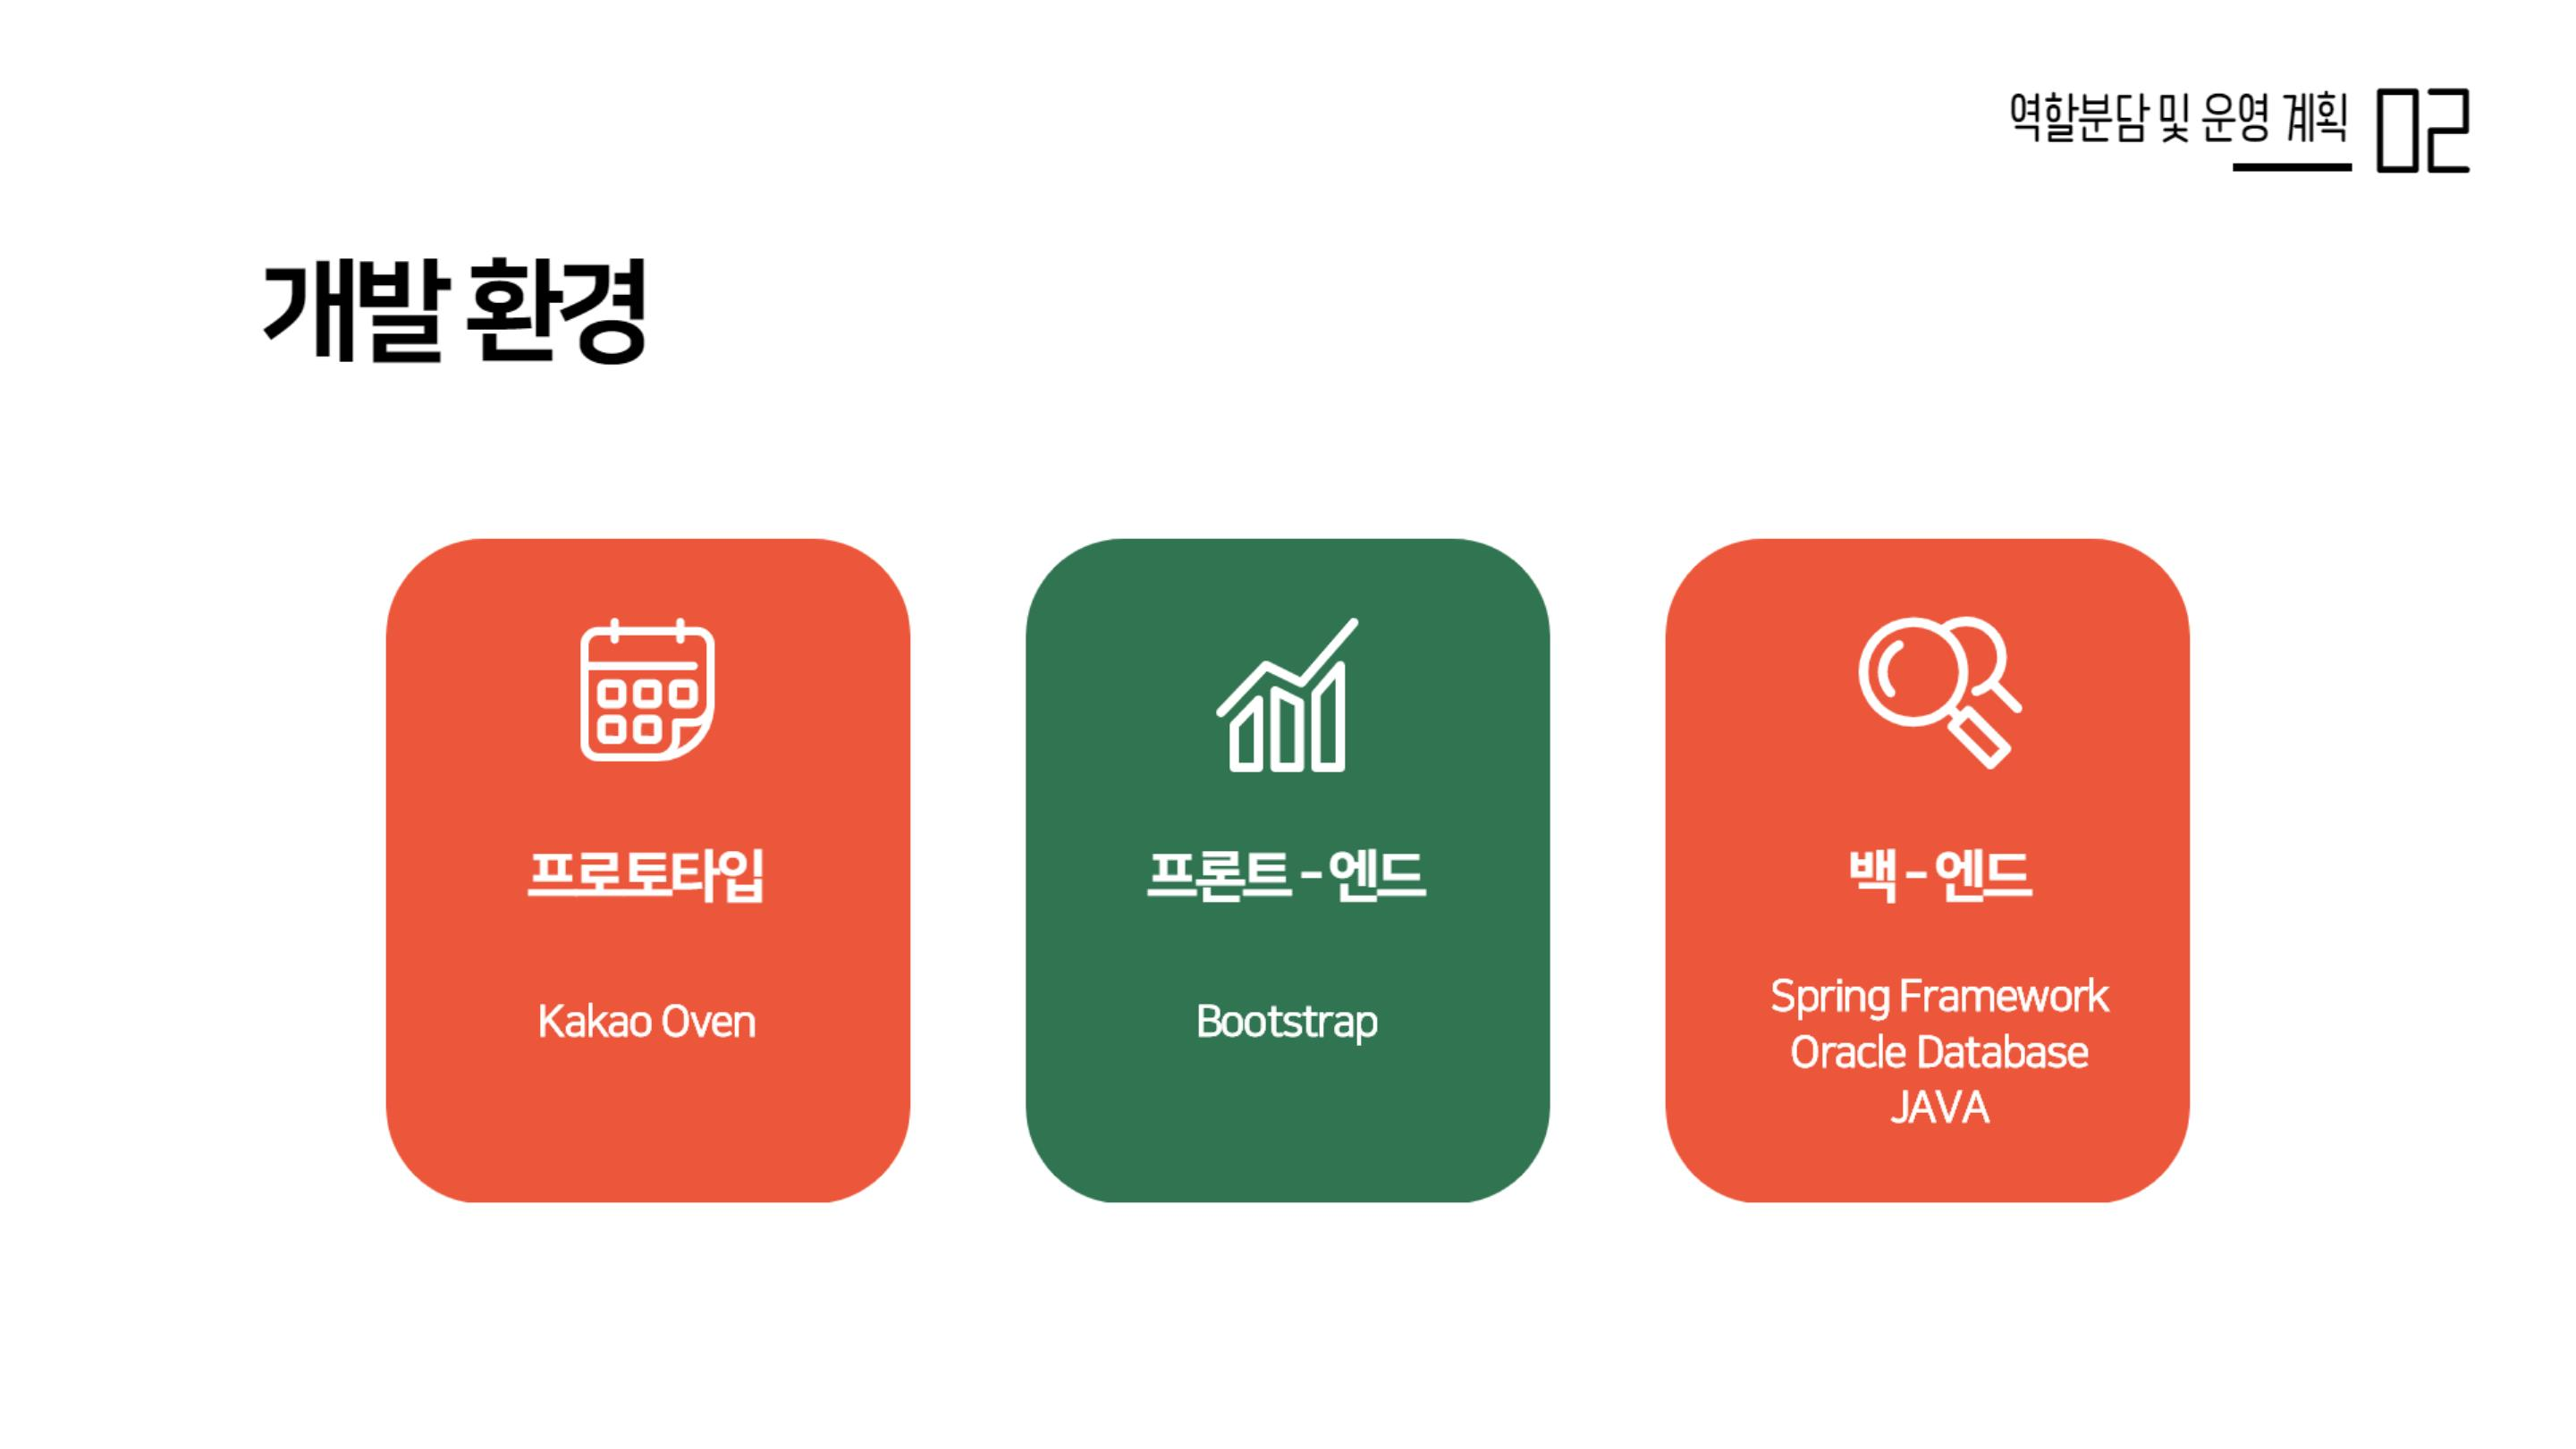 역할분담 및 운영 계획 02
개발 환경
프로토타입
Kakao Oven
프론트 - 엔드
Bootstrap
백 - 엔드
Spring Framework
Oracle Database
JAVA